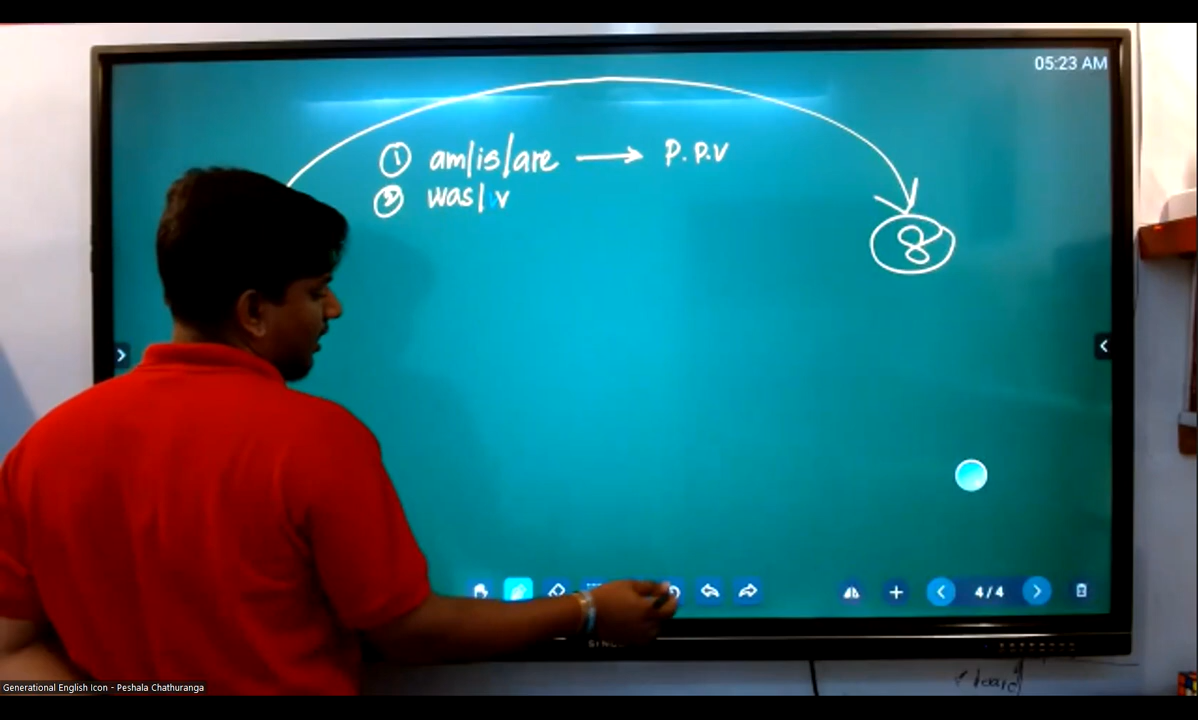 05:23 AM
① am/is/are → P.P.V
② was/w
8
4/4
Generational English Icon - Peshala Chathuranga